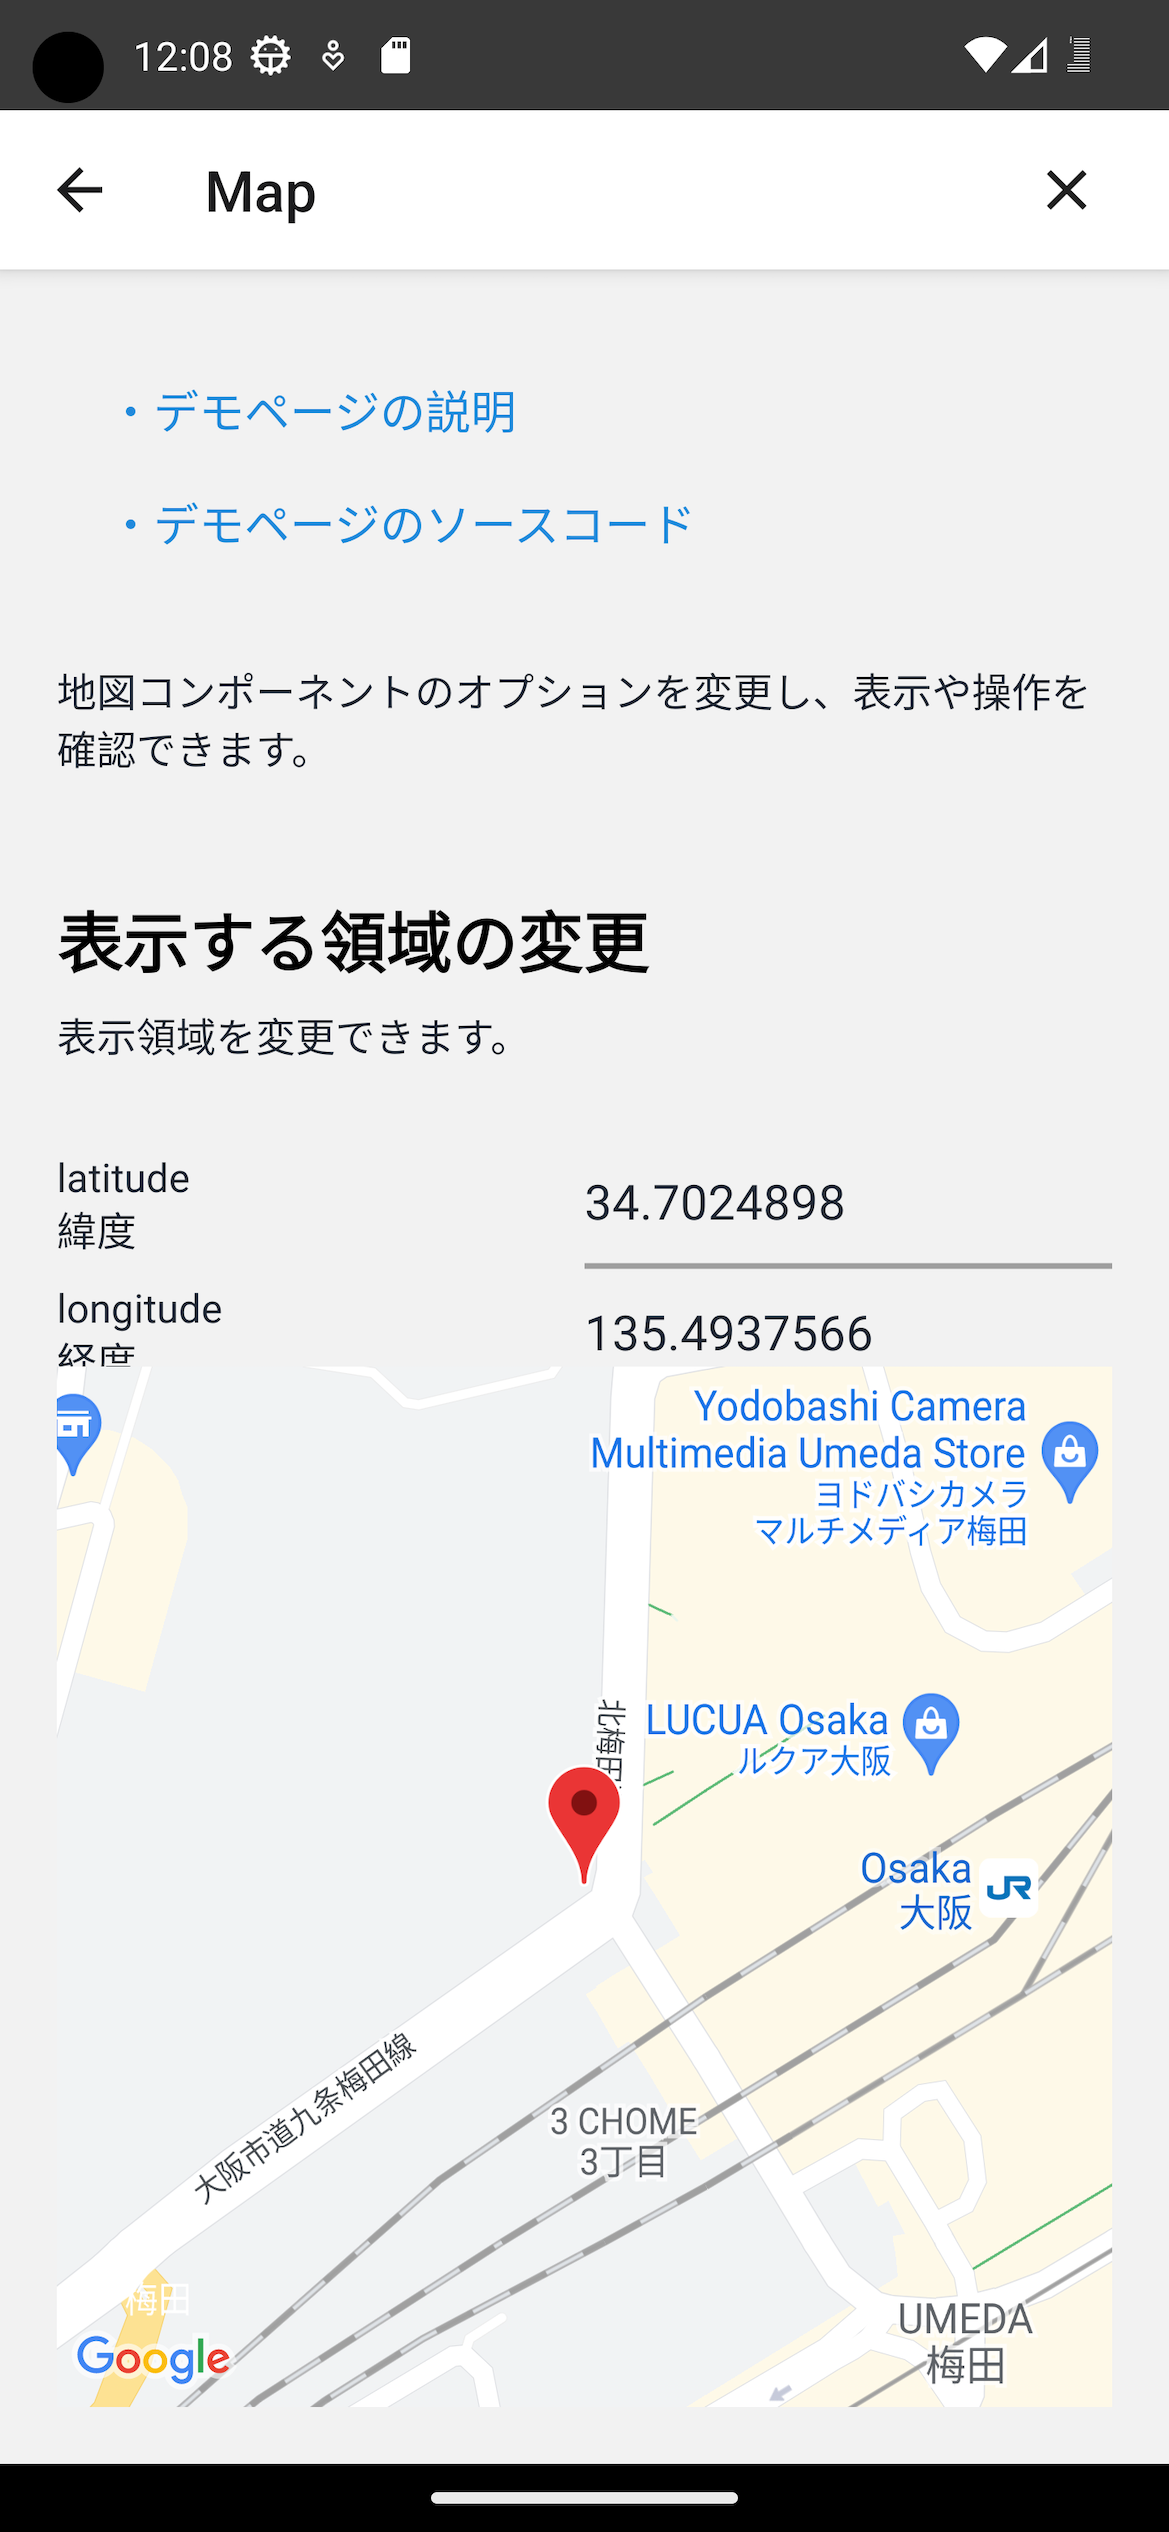 12:08
Map
・デモページの説明
・デモページのソースコード
地図コンポーネントのオプションを変更し、表示や操作を
確認できます。
表示する領域の変更
表示領域を変更できます。
latitude
緯度
34.7024898
longitude
経度
135.4937566
Yodobashi Camera
Multimedia Umeda Store
ヨドバシカメラ
マルチメディア梅田
北梅田
LUCUA Osaka
ルクア大阪
Osaka
大阪
JR
大阪市道九条梅田線
3 CHOME
3丁目
梅田
UMEDA
梅田
Google